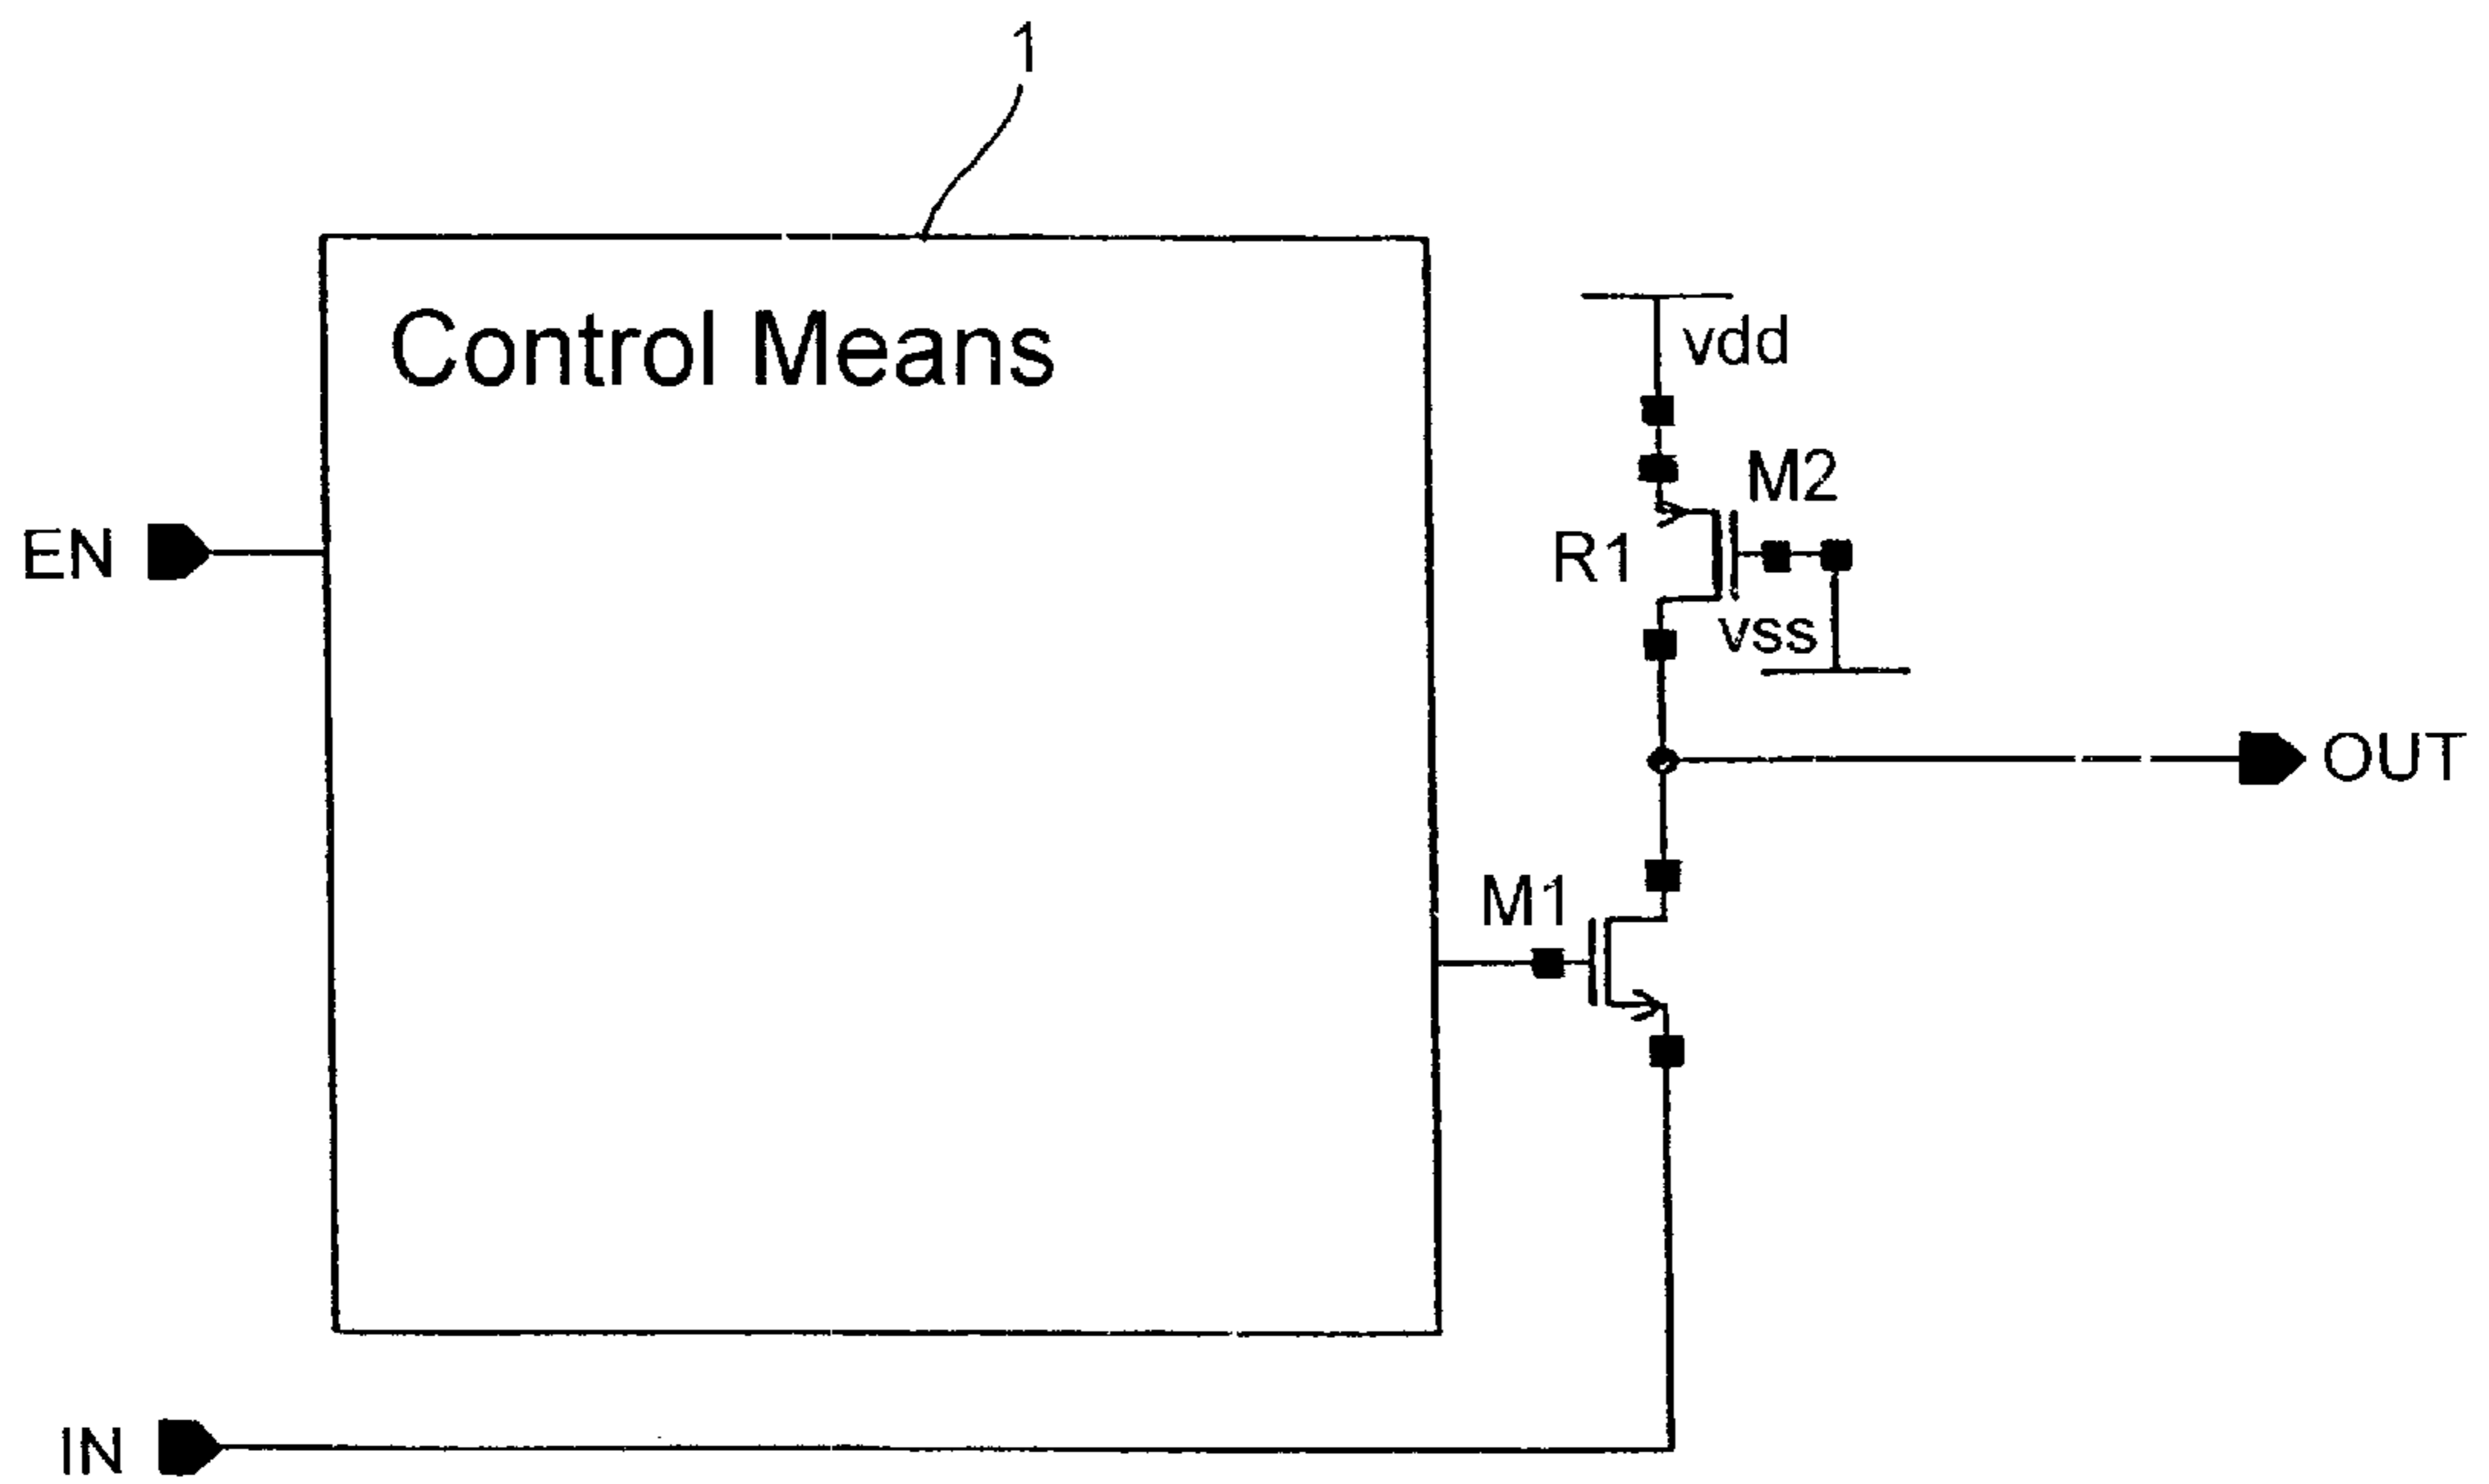 1
Control Means
vdd
M2
EN
R1
vss
OUT
M1
IN